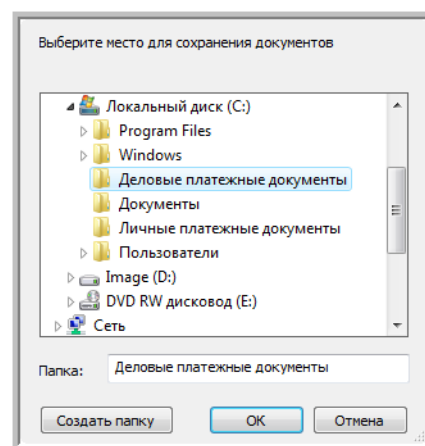 Выберите место для сохранения документов
Локальный диск (C:)
Program Files
Windows
Деловые платежные документы
Документы
Личные платежные документы
Пользователи
Image (D:)
DVD RW дисковод (E:)
Сеть
Папка: Деловые платежные документы
Создать папку OK Отмена